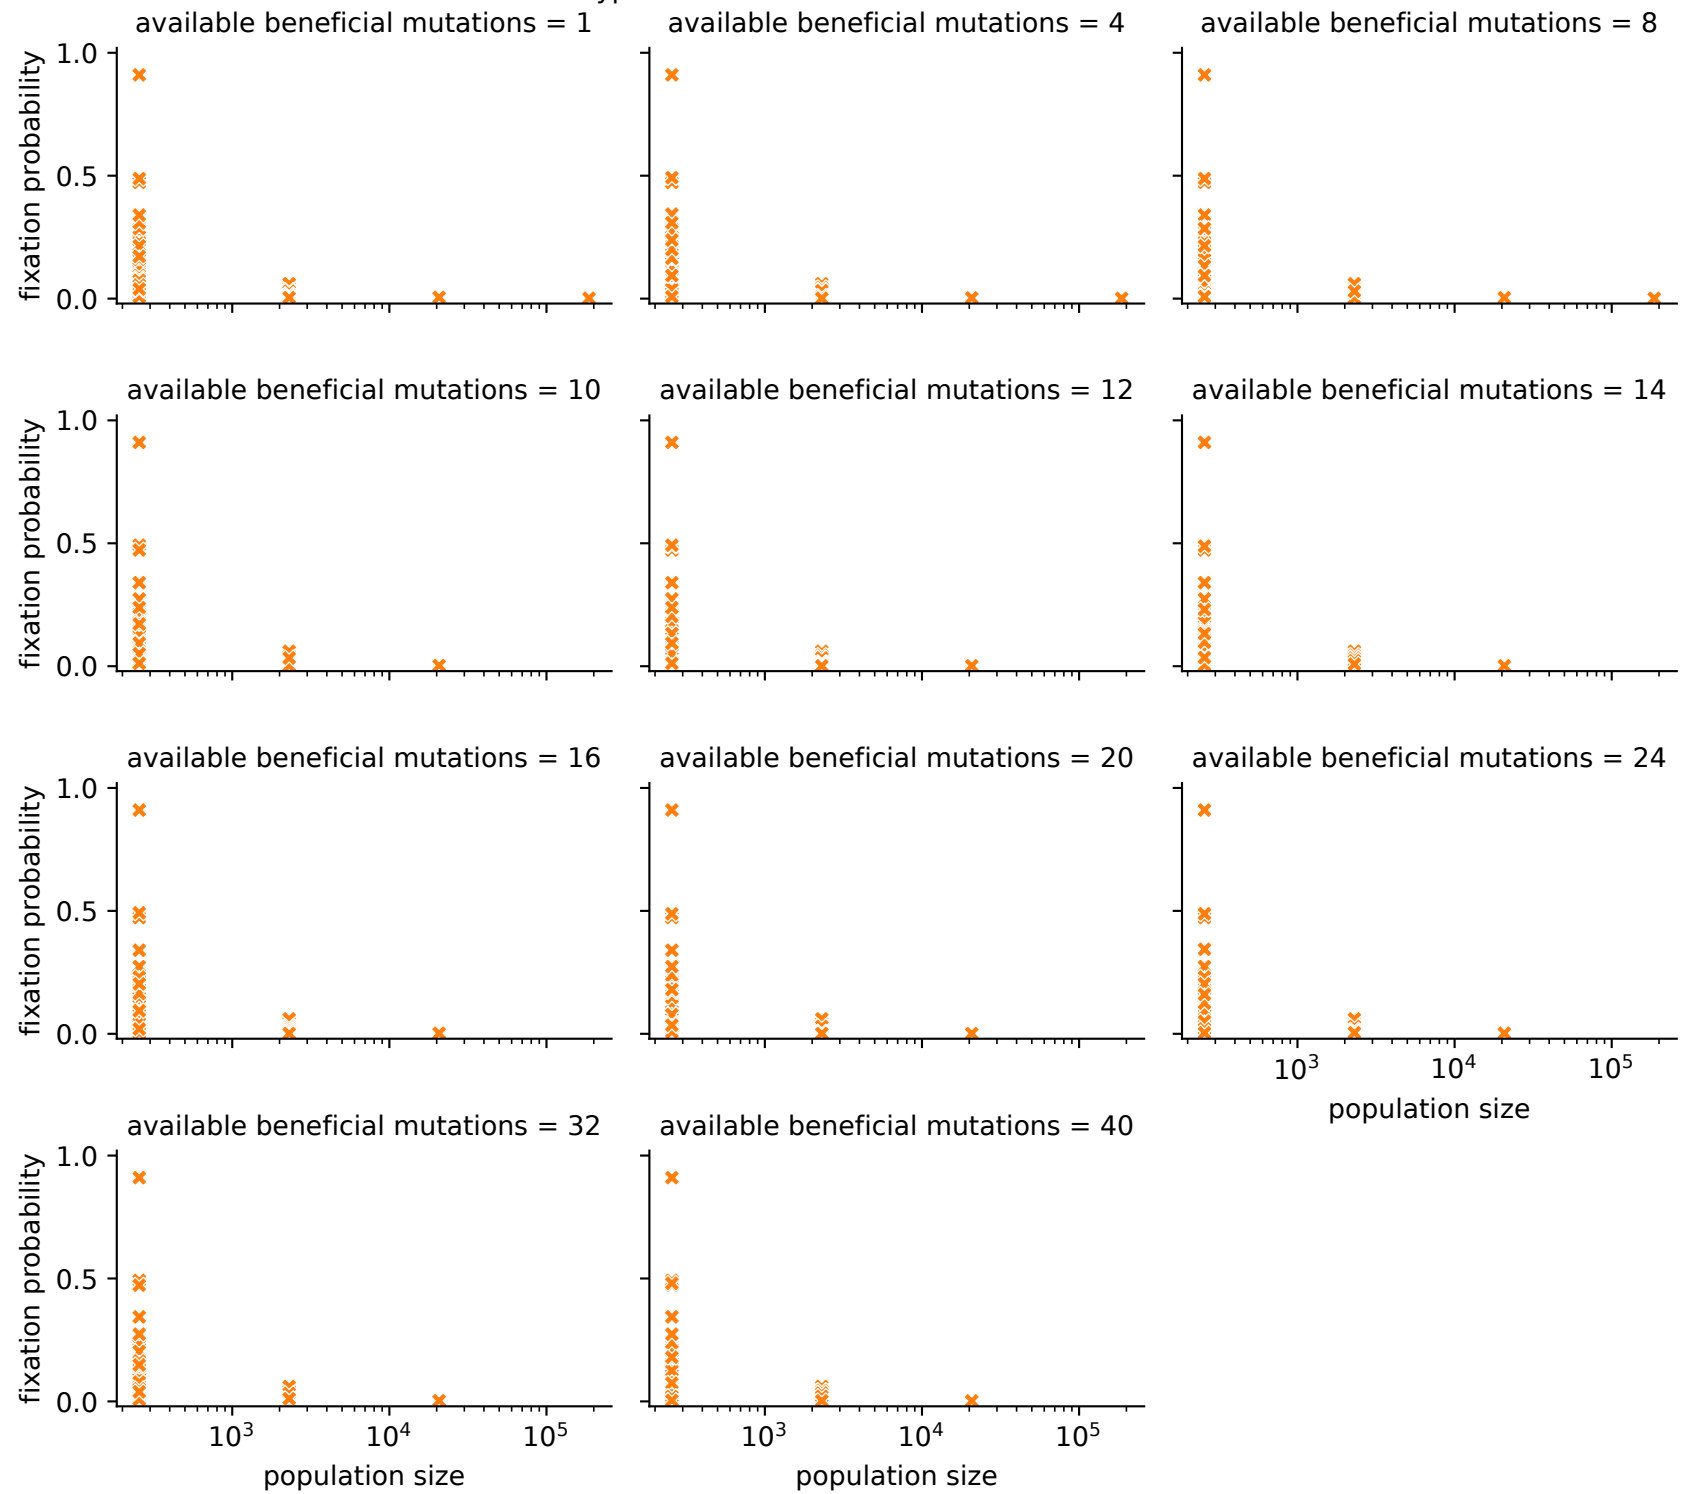 available beneficial mutations = 1
available beneficial mutations = 4
available beneficial mutations = 8
fixation probability
1.0
0.5
0.0
available beneficial mutations = 10
available beneficial mutations = 12
available beneficial mutations = 14
fixation probability
1.0
0.5
0.0
available beneficial mutations = 16
available beneficial mutations = 20
available beneficial mutations = 24
fixation probability
1.0
0.5
0.0
10³ 10⁴ 10⁵
population size
available beneficial mutations = 32
available beneficial mutations = 40
fixation probability
1.0
0.5
0.0
10³ 10⁴ 10⁵
10³ 10⁴ 10⁵
population size
population size